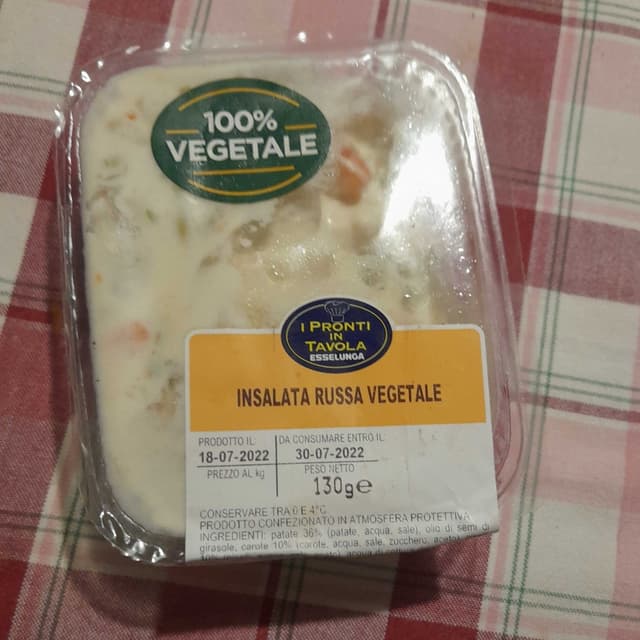 100%
VEGETALE
I PRONTI
IN
TAVOLA
ESSELUNGA
INSALATA RUSSA VEGETALE
PRODOTTO IL: DA CONSUMARE ENTRO IL:
18-07-2022 30-07-2022
PREZZO AL kg PESO NETTO
130g e
CONSERVARE TRA 0 E 4°C
PRODOTTO CONFEZIONATO IN ATMOSFERA PROTETTIVA
INGREDIENTI: patate 36% (patate, acqua, sale), olio di semi di
girasole, carote 10% (carote, acqua, sale, zucchero, aceto